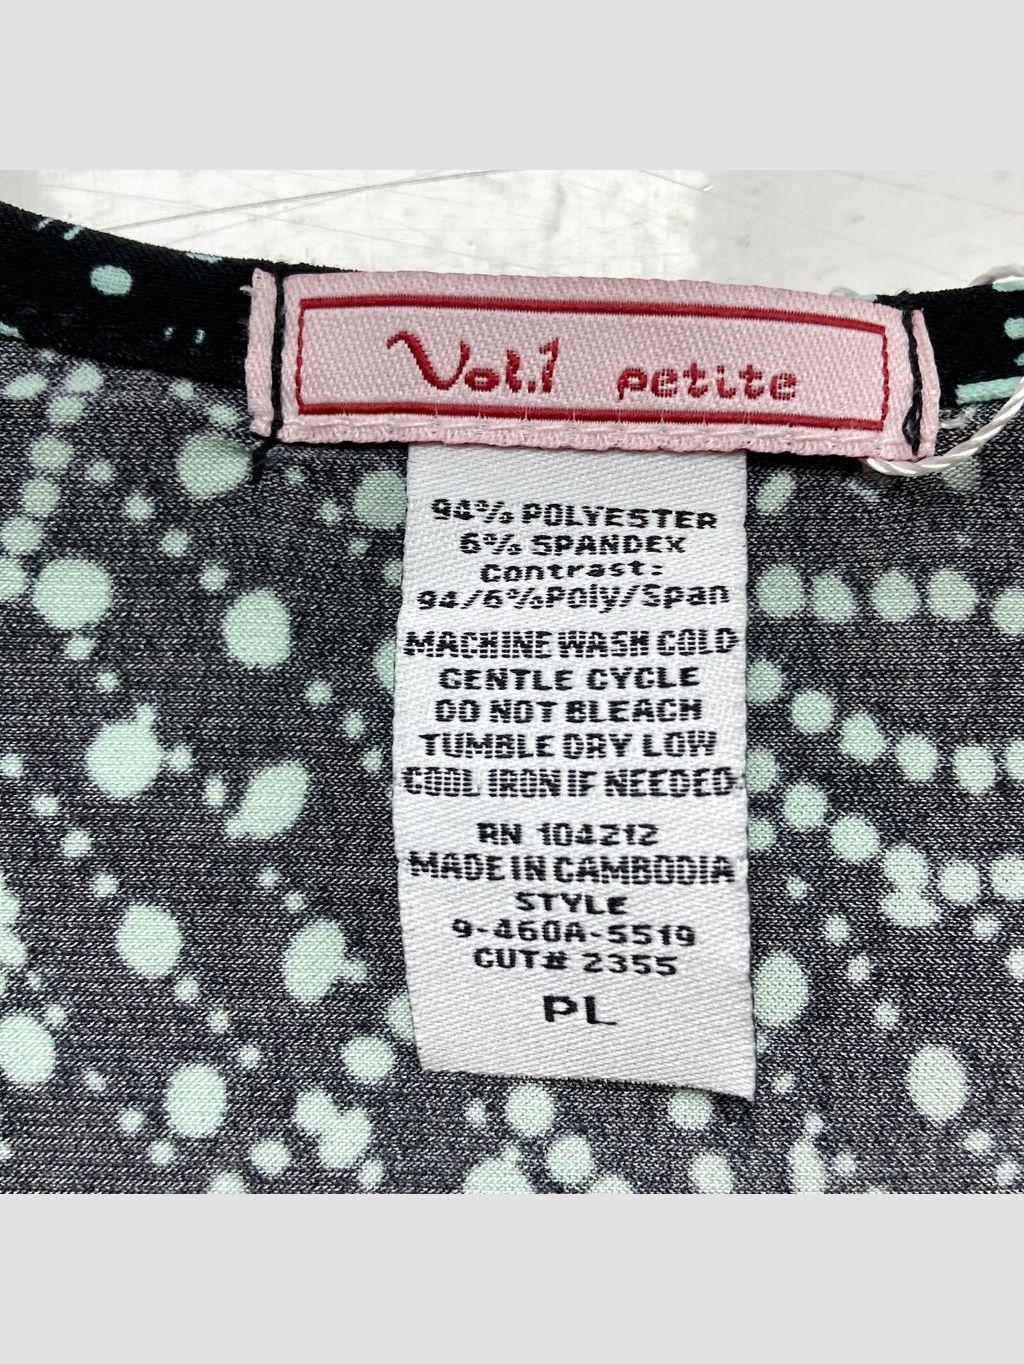 Vol.1 petite
94% POLYESTER
6% SPANDEX
Contrast:
94/6%Poly/Span
MACHINE WASH COLD
GENTLE CYCLE
DO NOT BLEACH
TUMBLE DRY LOW
COOL IRON IF NEEDED
RN 104212
MADE IN CAMBODIA
STYLE
9-460A-5519
CUT# 2355
PL